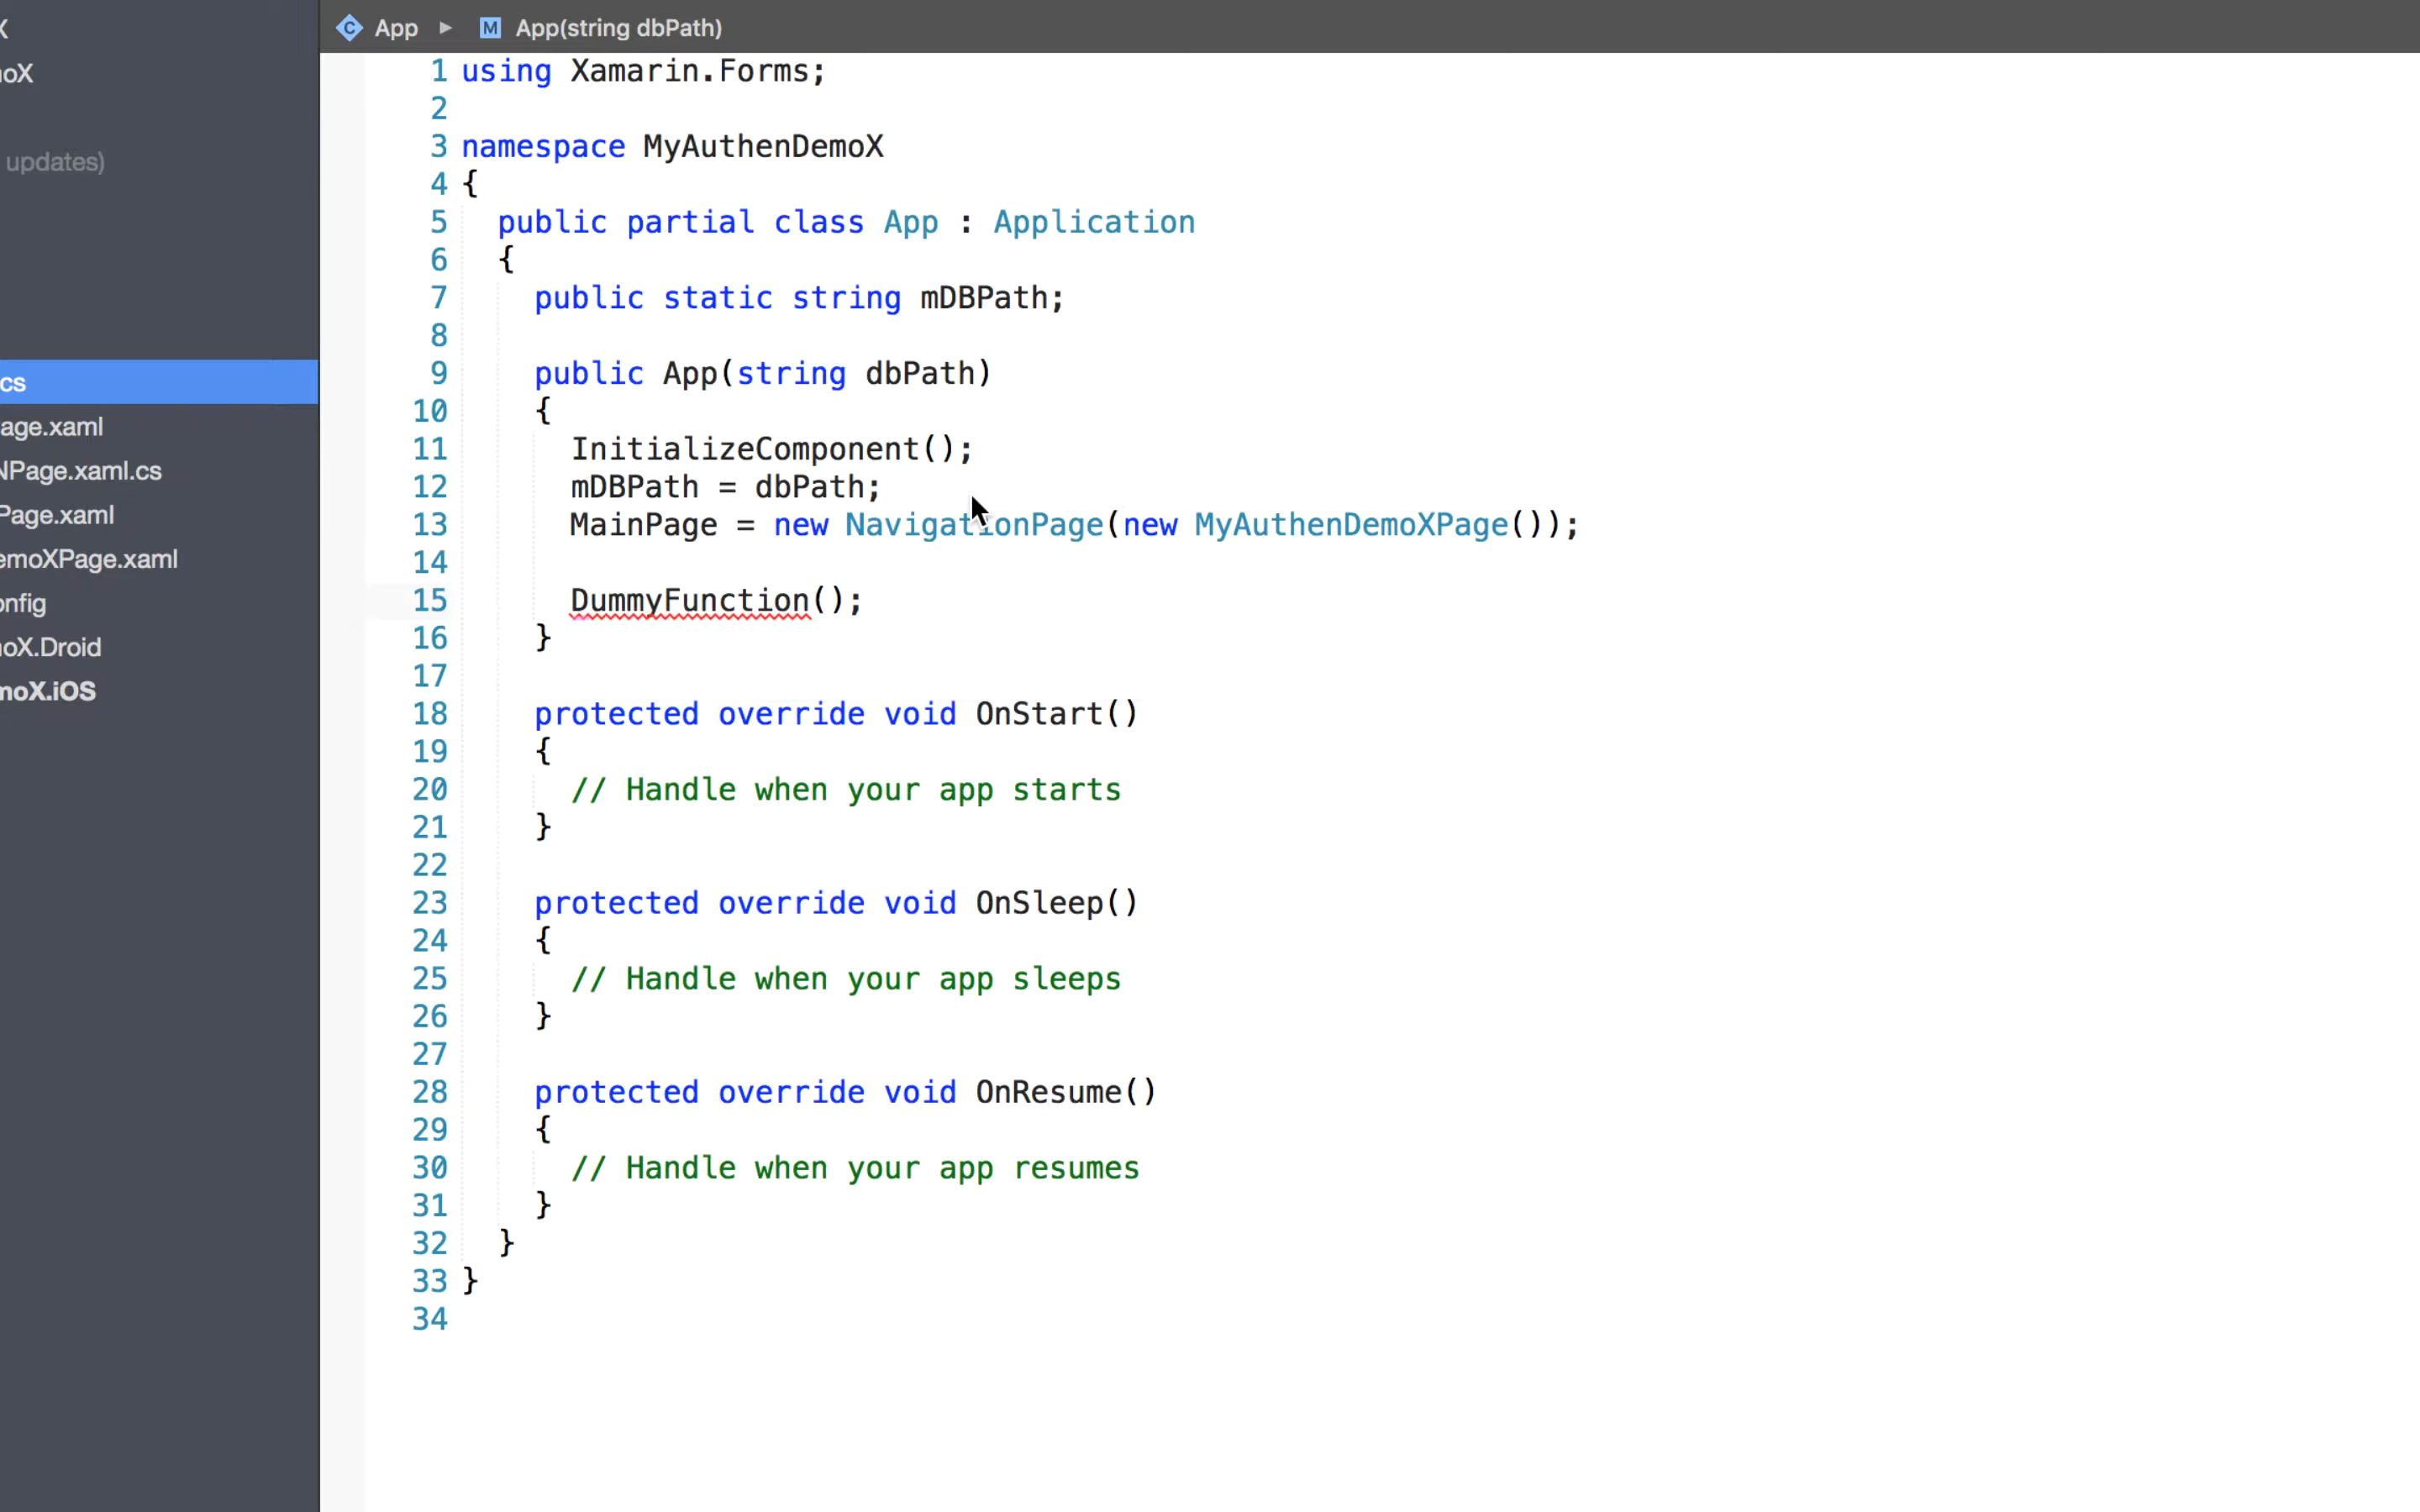 X
oX
updates)
cs
age.xaml
NPage.xaml.cs
Page.xaml
emoXPage.xaml
onfig
oX.Droid
moX.iOS
C App ▸ M App(string dbPath)
1 using Xamarin.Forms;
2
3 namespace MyAuthenDemoX
4 {
5 public partial class App : Application
6 {
7 public static string mDBPath;
8
9 public App(string dbPath)
10 {
11 InitializeComponent();
12 mDBPath = dbPath;
13 MainPage = new NavigationPage(new MyAuthenDemoXPage());
14
15 DummyFunction();
16 }
17
18 protected override void OnStart()
19 {
20 // Handle when your app starts
21 }
22
23 protected override void OnSleep()
24 {
25 // Handle when your app sleeps
26 }
27
28 protected override void OnResume()
29 {
30 // Handle when your app resumes
31 }
32 }
33 }
34